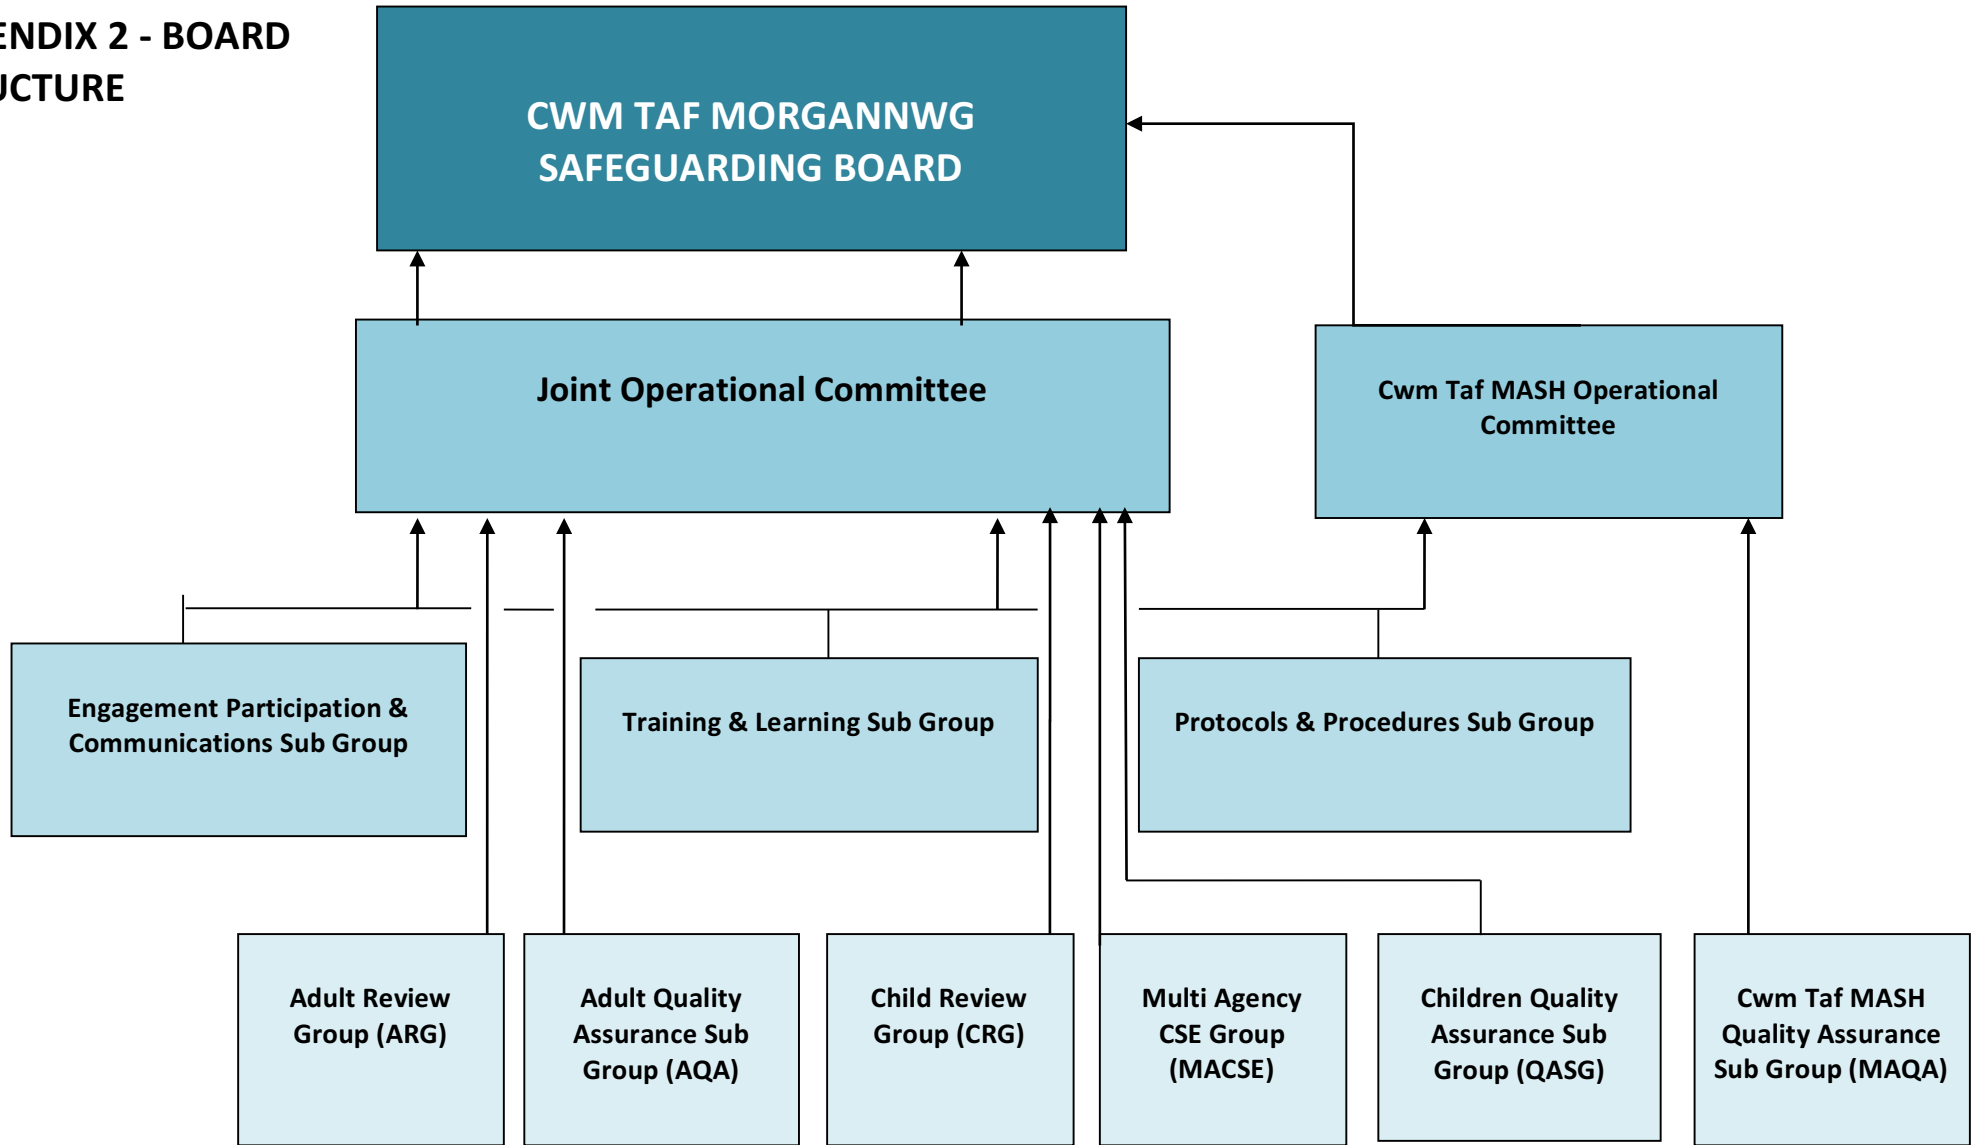 ENDIX 2 - BOARD
UCTURE
CWM TAF MORGANNWG
SAFEGUARDING BOARD
Joint Operational Committee
Cwm Taf MASH Operational
Committee
Engagement Participation &
Communications Sub Group
Training & Learning Sub Group
Protocols & Procedures Sub Group
Adult Review
Group (ARG)
Adult Quality
Assurance Sub
Group (AQA)
Child Review
Group (CRG)
Multi Agency
CSE Group
(MACSE)
Children Quality
Assurance Sub
Group (QASG)
Cwm Taf MASH
Quality Assurance
Sub Group (MAQA)